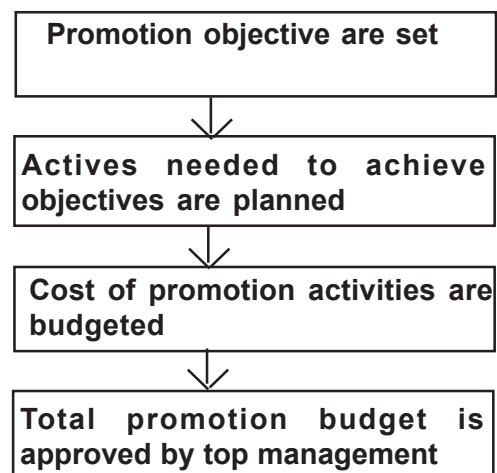 Promotion objective are set
Actives needed to achieve
objectives are planned
Cost of promotion activities are
budgeted
Total promotion budget is
approved by top management